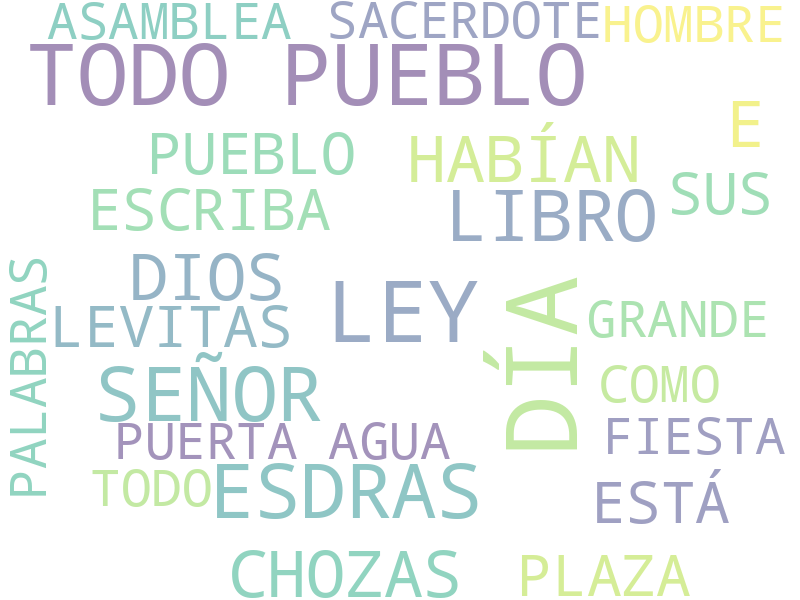 ASAMBLEA
SACERDOTE
HOMBRE
TODO PUEBLO
E
PUEBLO
HABÍAN
SUS
ESCRIBA
LIBRO
DIOS
PALABRAS
LEVITAS
LEY
DÍA
GRANDE
SEÑOR
COMO
PUERTA AGUA
FIESTA
TODO
ESDRAS
ESTÁ
CHOZAS
PLAZA